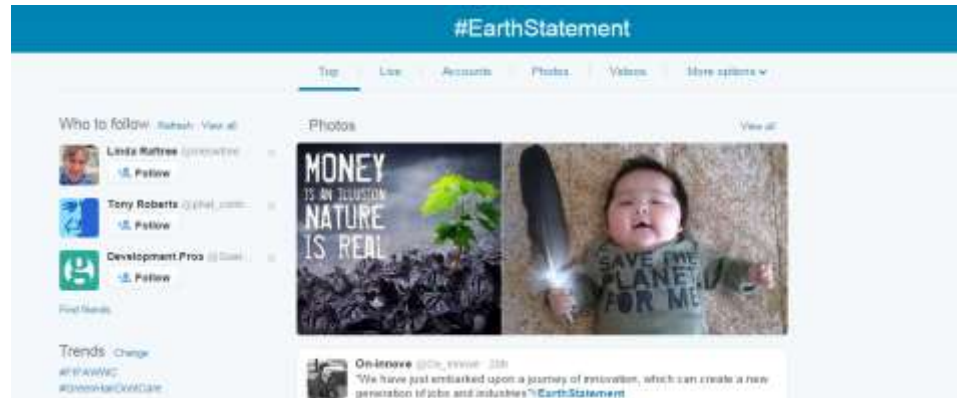 #EarthStatement
Top Live Accounts Photos Videos More options
Who to follow Refresh View all
Linda Raftree
Follow
Tony Roberts
Follow
Development.Pros
Follow
Find friends
Trends Change
#FIFAWWC
#GreenHairDontCare
Photos View all
MONEY
IS AN ILLUSION
NATURE
IS REAL
SAVE THE
PLANET
FOR ME
On-innove
"We have just embarked upon a journey of innovation, which can create a new
generation of jobs and industries" #EarthStatement